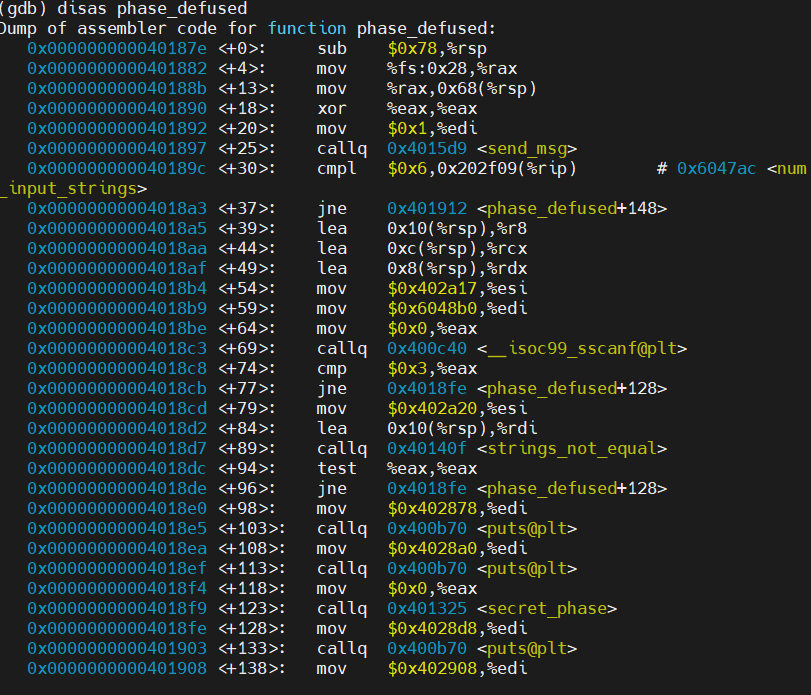 (gdb) disas phase_defused
Dump of assembler code for function phase_defused:
   0x000000000040187e <+0>:     sub    $0x78,%rsp
   0x0000000000401882 <+4>:     mov    %fs:0x28,%rax
   0x000000000040188b <+13>:    mov    %rax,0x68(%rsp)
   0x0000000000401890 <+18>:    xor    %eax,%eax
   0x0000000000401892 <+20>:    mov    $0x1,%edi
   0x0000000000401897 <+25>:    callq  0x4015d9 <send_msg>
   0x000000000040189c <+30>:    cmpl   $0x6,0x202f09(%rip)        # 0x6047ac <num
_input_strings>
   0x00000000004018a3 <+37>:    jne    0x401912 <phase_defused+148>
   0x00000000004018a5 <+39>:    lea    0x10(%rsp),%r8
   0x00000000004018aa <+44>:    lea    0xc(%rsp),%rcx
   0x00000000004018af <+49>:    lea    0x8(%rsp),%rdx
   0x00000000004018b4 <+54>:    mov    $0x402a17,%esi
   0x00000000004018b9 <+59>:    mov    $0x6048b0,%edi
   0x00000000004018be <+64>:    mov    $0x0,%eax
   0x00000000004018c3 <+69>:    callq  0x400c40 <__isoc99_sscanf@plt>
   0x00000000004018c8 <+74>:    cmp    $0x3,%eax
   0x00000000004018cb <+77>:    jne    0x4018fe <phase_defused+128>
   0x00000000004018cd <+79>:    mov    $0x402a20,%esi
   0x00000000004018d2 <+84>:    lea    0x10(%rsp),%rdi
   0x00000000004018d7 <+89>:    callq  0x40140f <strings_not_equal>
   0x00000000004018dc <+94>:    test   %eax,%eax
   0x00000000004018de <+96>:    jne    0x4018fe <phase_defused+128>
   0x00000000004018e0 <+98>:    mov    $0x402878,%edi
   0x00000000004018e5 <+103>:   callq  0x400b70 <puts@plt>
   0x00000000004018ea <+108>:   mov    $0x4028a0,%edi
   0x00000000004018ef <+113>:   callq  0x400b70 <puts@plt>
   0x00000000004018f4 <+118>:   mov    $0x0,%eax
   0x00000000004018f9 <+123>:   callq  0x401325 <secret_phase>
   0x00000000004018fe <+128>:   mov    $0x4028d8,%edi
   0x0000000000401903 <+133>:   callq  0x400b70 <puts@plt>
   0x0000000000401908 <+138>:   mov    $0x402908,%edi